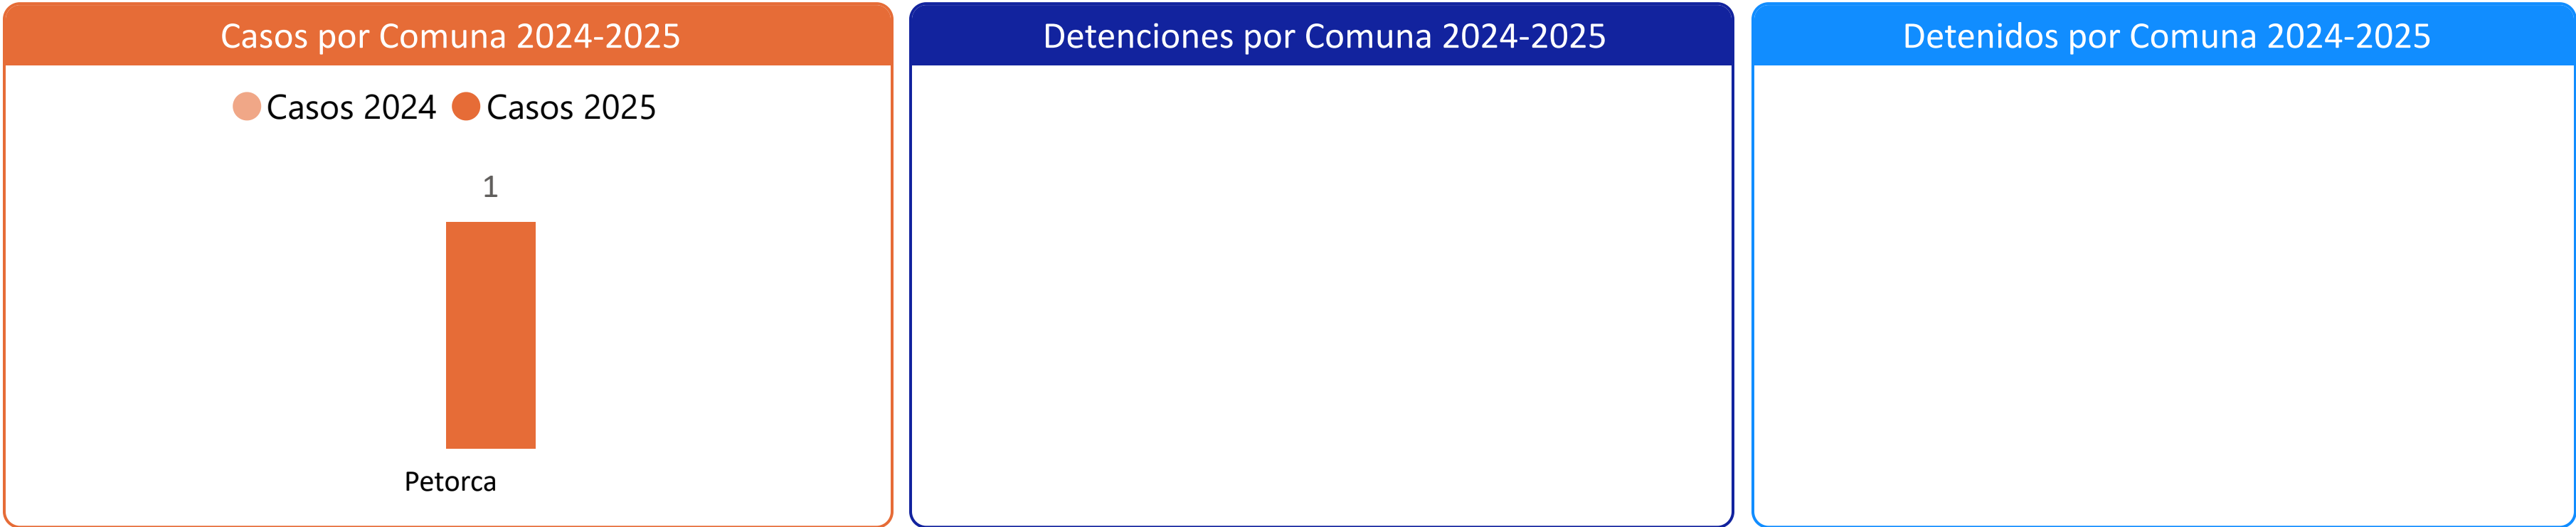 Casos por Comuna 2024-2025
Casos 2024 Casos 2025
1
Petorca
Detenciones por Comuna 2024-2025
Detenidos por Comuna 2024-2025